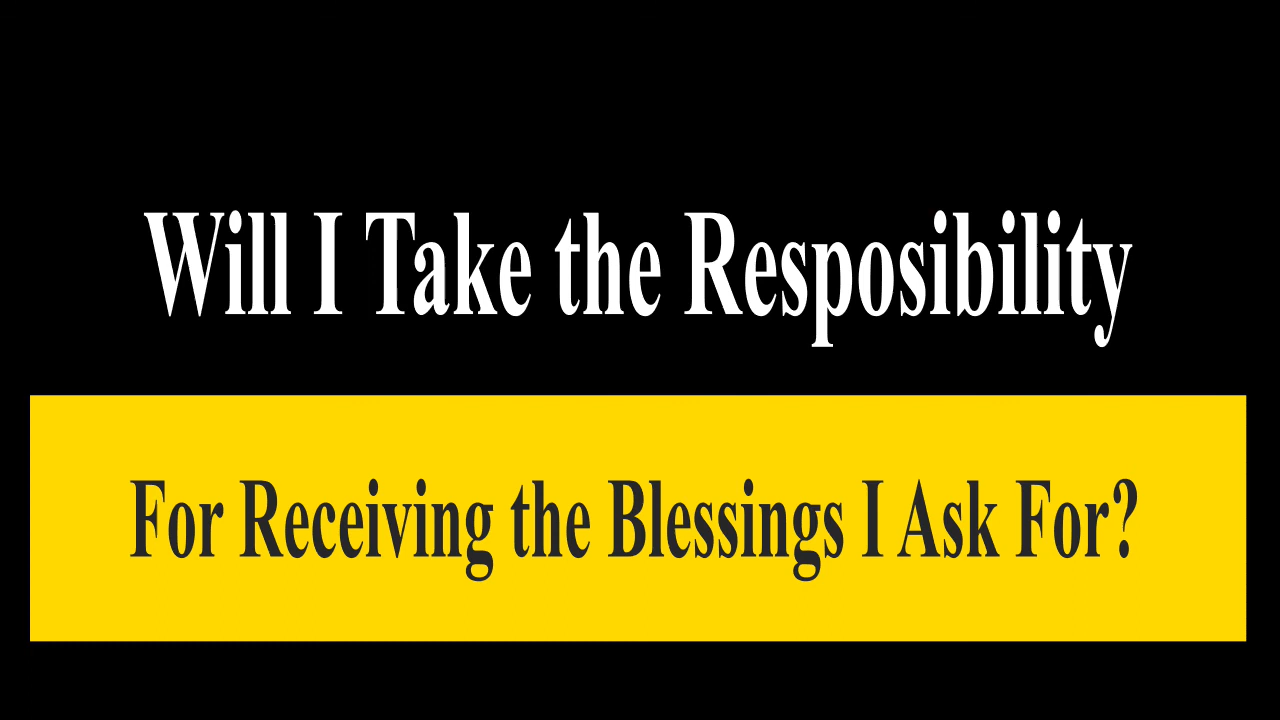 Will I Take the Resposibility
For Receiving the Blessings I Ask For?